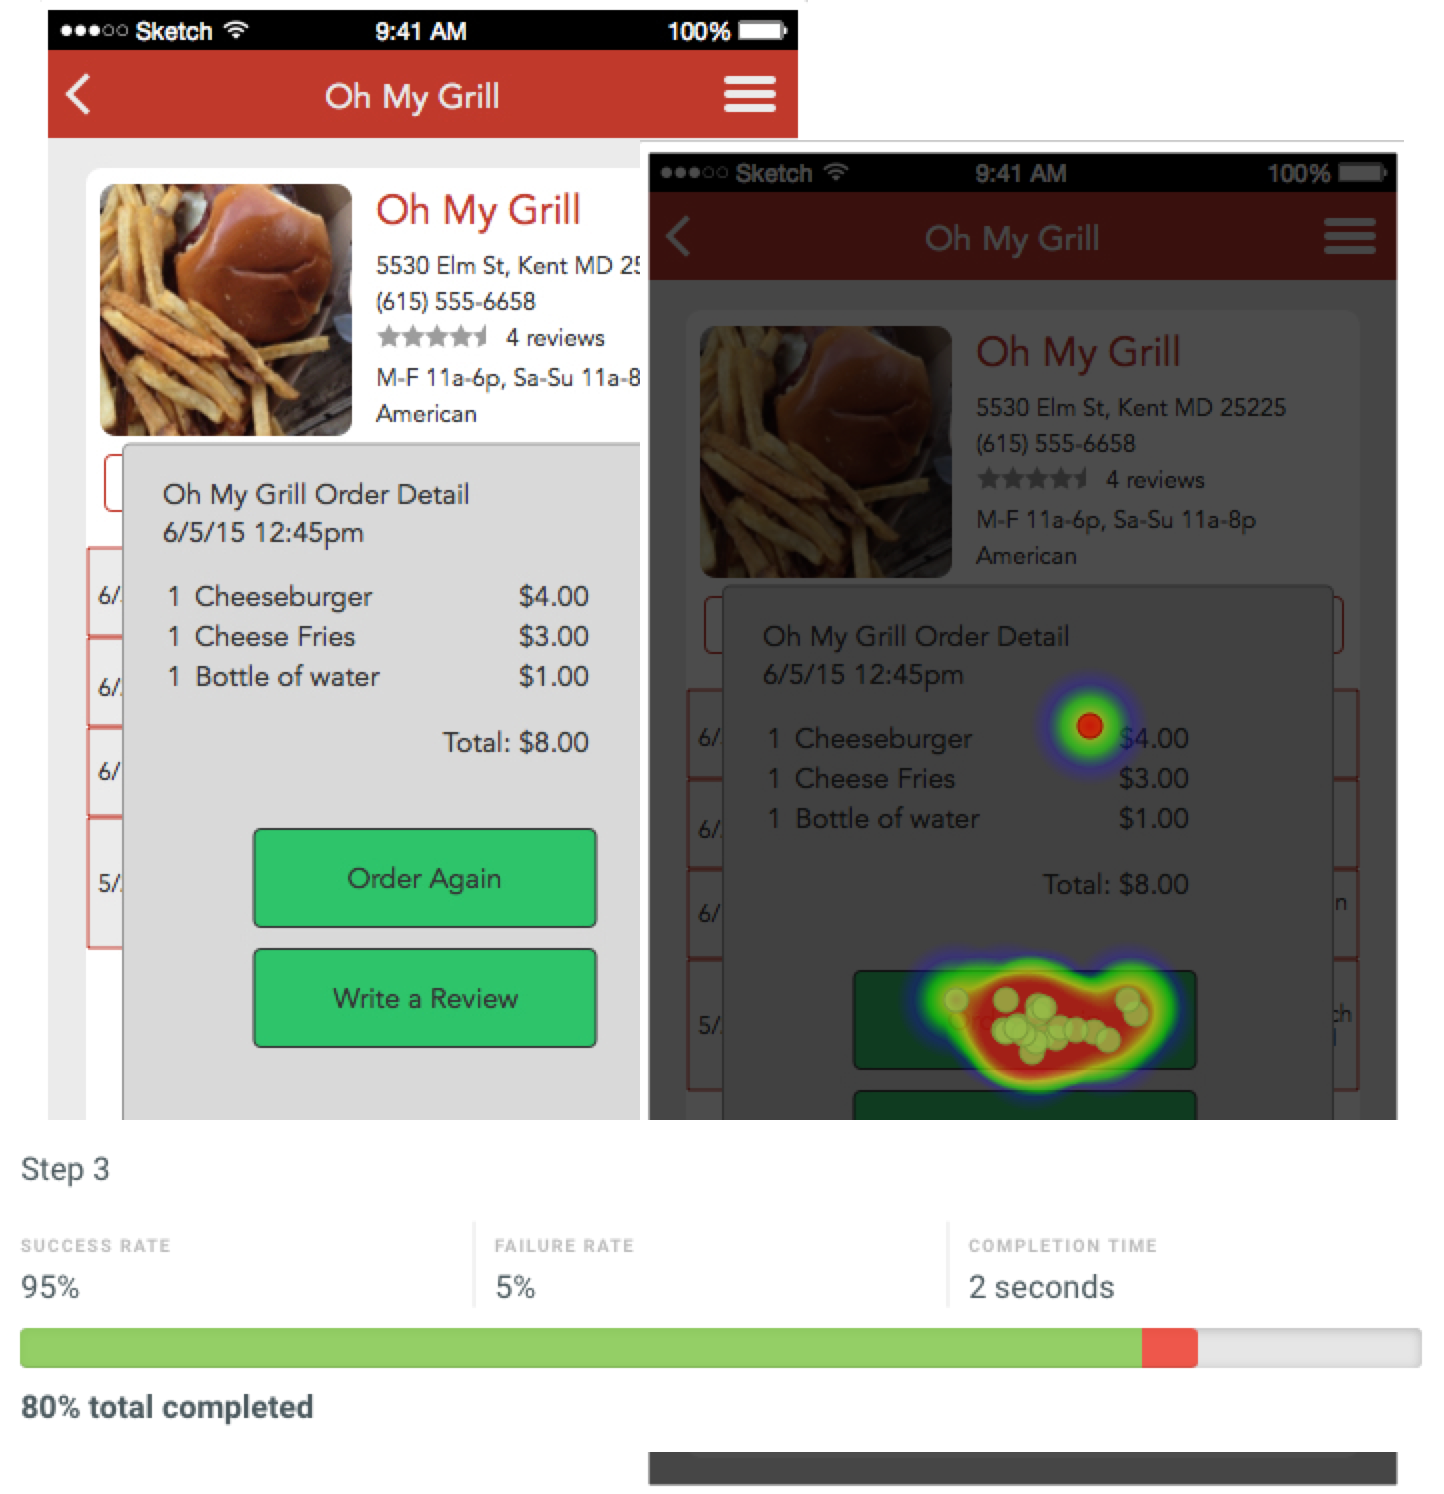 Sketch 9:41 AM 100%
Oh My Grill
Oh My Grill
5530 Elm St, Kent MD 25
(615) 555-6658
4 reviews
M-F 11a-6p, Sa-Su 11a-8
American
Oh My Grill Order Detail
6/5/15 12:45pm
6/
1 Cheeseburger $4.00
1 Cheese Fries $3.00
6/
1 Bottle of water $1.00
Total: $8.00
6/
5/
Order Again
Write a Review
Sketch 9:41 AM 100%
Oh My Grill
Oh My Grill
5530 Elm St, Kent MD 25225
(615) 555-6658
4 reviews
M-F 11a-6p, Sa-Su 11a-8p
American
Oh My Grill Order Detail
6/5/15 12:45pm
6/
1 Cheeseburger $4.00
1 Cheese Fries $3.00
6/
1 Bottle of water $1.00
Total: $8.00
6/
n
5/
ch
Step 3
SUCCESS RATE
95%
FAILURE RATE
5%
COMPLETION TIME
2 seconds
80% total completed